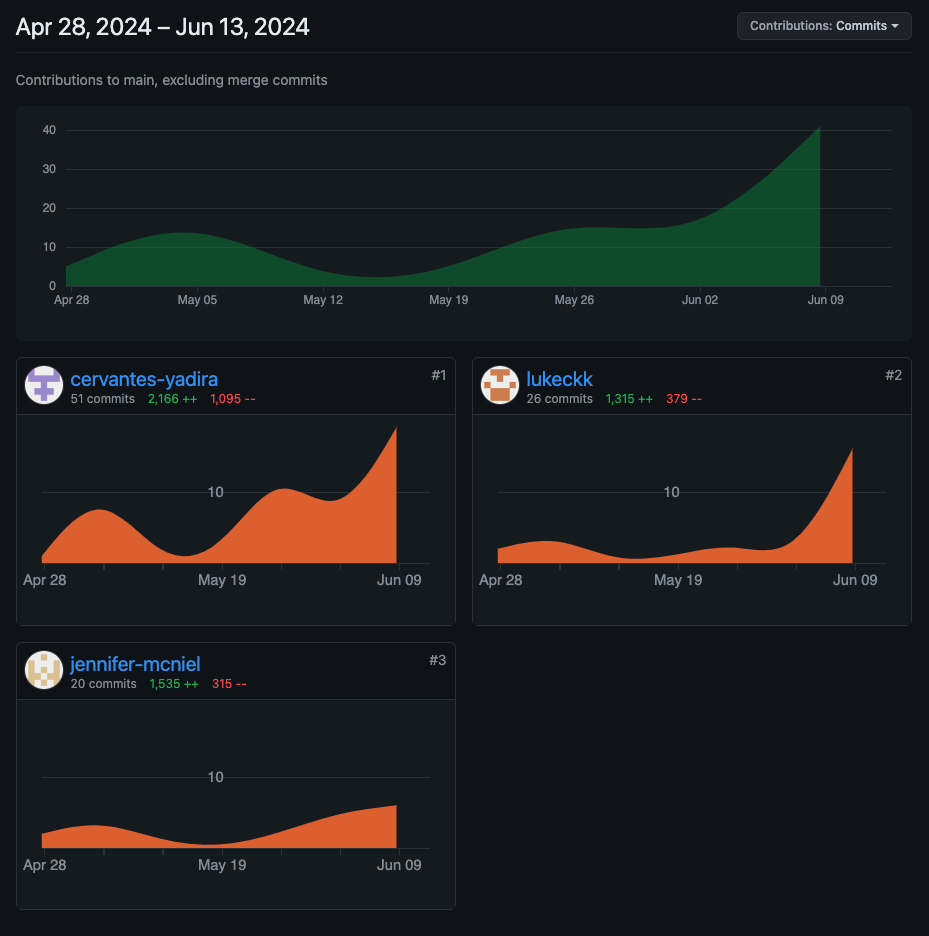 Apr 28, 2024 – Jun 13, 2024
Contributions: Commits
Contributions to main, excluding merge commits
40
30
20
10
0
Apr 28 May 05 May 12 May 19 May 26 Jun 02 Jun 09
cervantes-yadira #1
51 commits 2,166 ++ 1,095 --
10
Apr 28 May 19 Jun 09
lukeckk #2
26 commits 1,315 ++ 379 --
10
Apr 28 May 19 Jun 09
jennifer-mcniel #3
20 commits 1,535 ++ 315 --
10
Apr 28 May 19 Jun 09